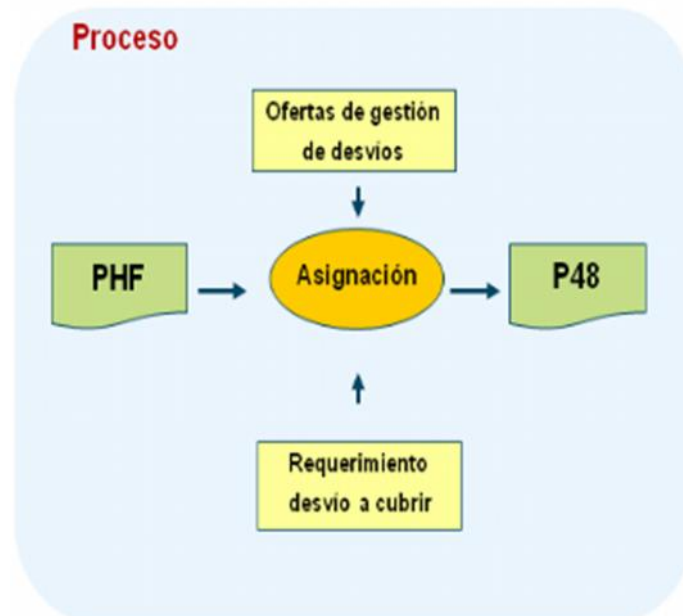 Proceso
Ofertas de gestión
de desvíos
PHF
Asignación
P48
Requerimiento
desvío a cubrir